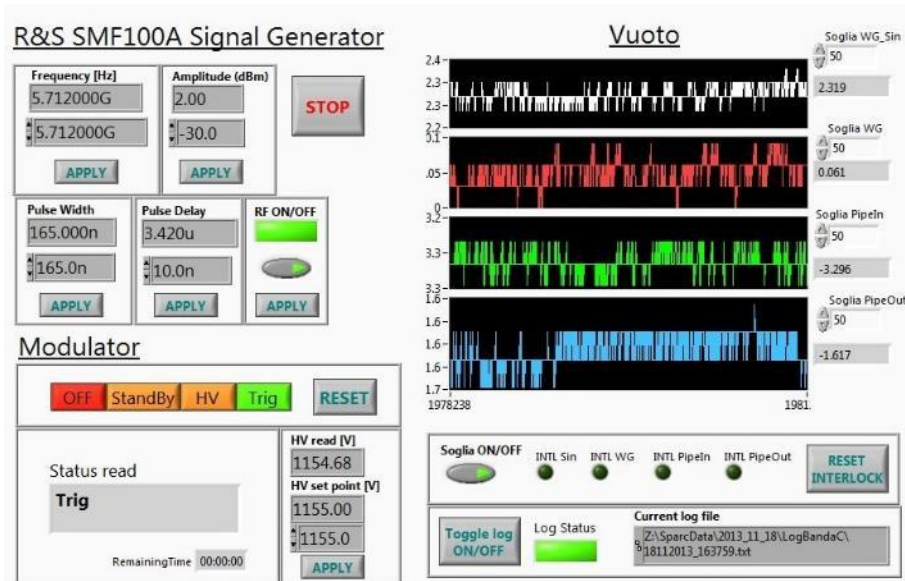 R&S SMF100A Signal Generator
Frequency [Hz]
5.712000G
5.712000G
APPLY
Amplitude (dBm)
2.00
-30.0
APPLY
STOP
Pulse Width
165.000n
165.0n
APPLY
Pulse Delay
3.420u
10.0n
APPLY
RF ON/OFF
APPLY
Modulator
OFF StandBy HV Trig
RESET
Status read
Trig
RemainingTime 00:00:00
HV read [V]
1154.68
HV set point [V]
1155.00
1155.0
APPLY
Vuoto
2.4-
2.3-
2.3-
2.2-
.05-
0-
3.2-
3.3-
3.3-
1.6-
1.6-
1.6-
1.6-
1.7-
1978238
1981.
Soglia WG_Sin
50
2.319
Soglia WG
50
0.061
Soglia PipeIn
50
-3.296
Soglia PipeOut
50
-1.617
Soglia ON/OFF
INTL Sin INTL WG INTL PipeIn INTL PipeOut
RESET
INTERLOCK
Toggle log
ON/OFF
Log Status
Current log file
Z:\SparcData\2013_11_18\LogBandaC\
18112013_163759.txt